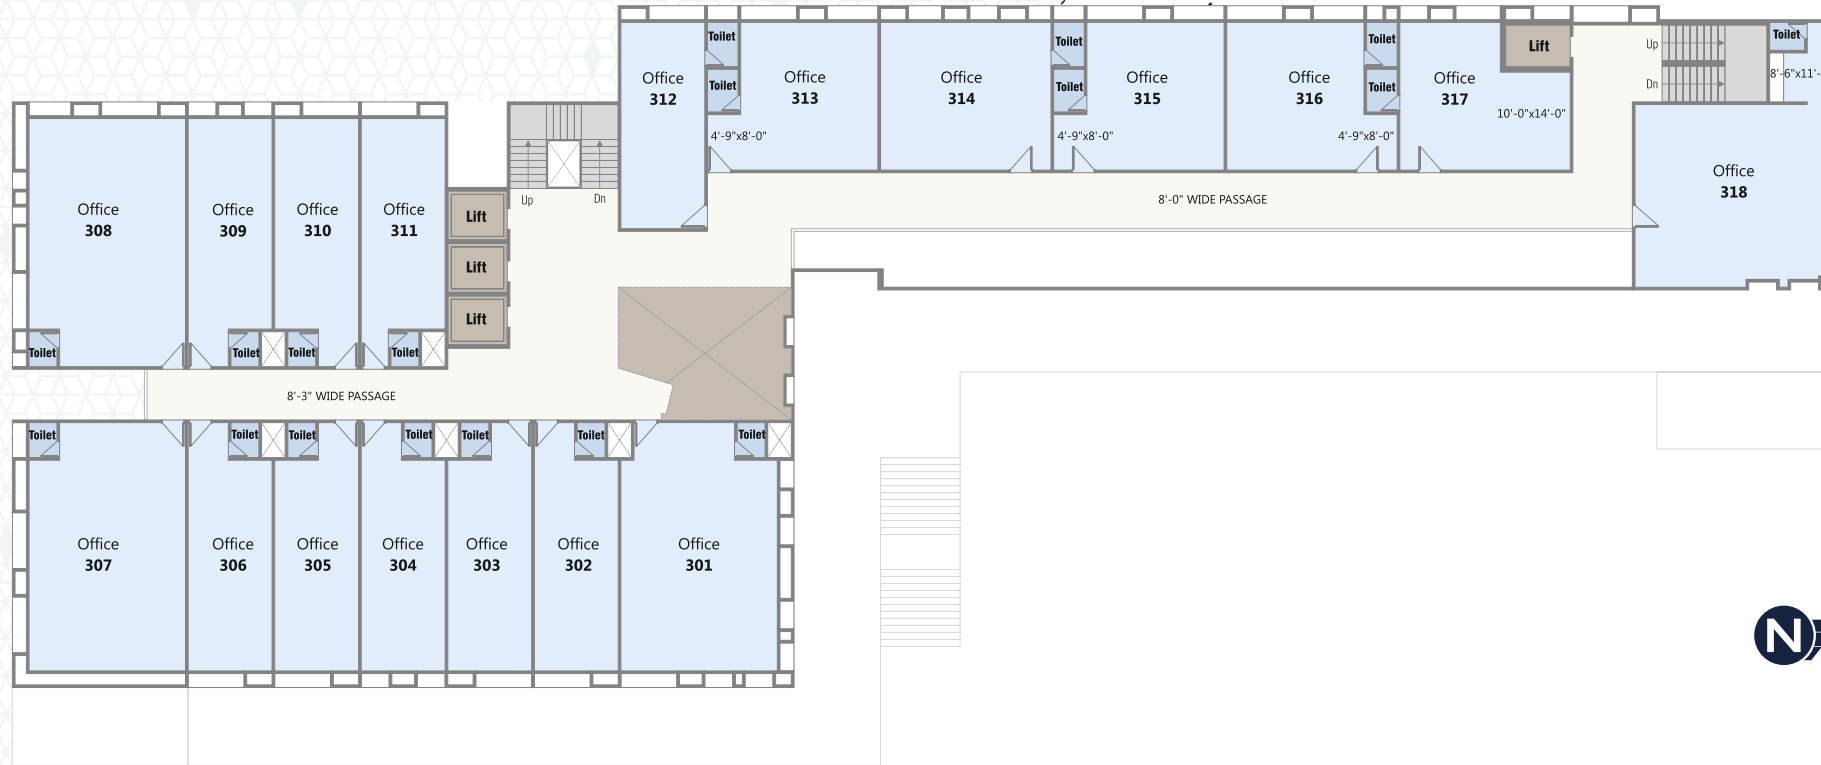 Office
312
Toilet
Toilet
4'-9"x8'-0"
Office
313
Office
314
Toilet
Toilet
4'-9"x8'-0"
Office
315
Office
316
Toilet
Toilet
4'-9"x8'-0"
Office
317
10'-0"x14'-0"
Lift
Up
Dn
Toilet
8'-6"x11'-
Office
318
8'-0" WIDE PASSAGE
Office
308
Toilet
Office
309
Toilet
Office
310
Toilet
Office
311
Toilet
Lift
Lift
Lift
Up
Dn
8'-3" WIDE PASSAGE
Toilet
Office
307
Toilet
Office
306
Toilet
Office
305
Toilet
Office
304
Toilet
Office
303
Toilet
Office
302
Toilet
Office
301
N